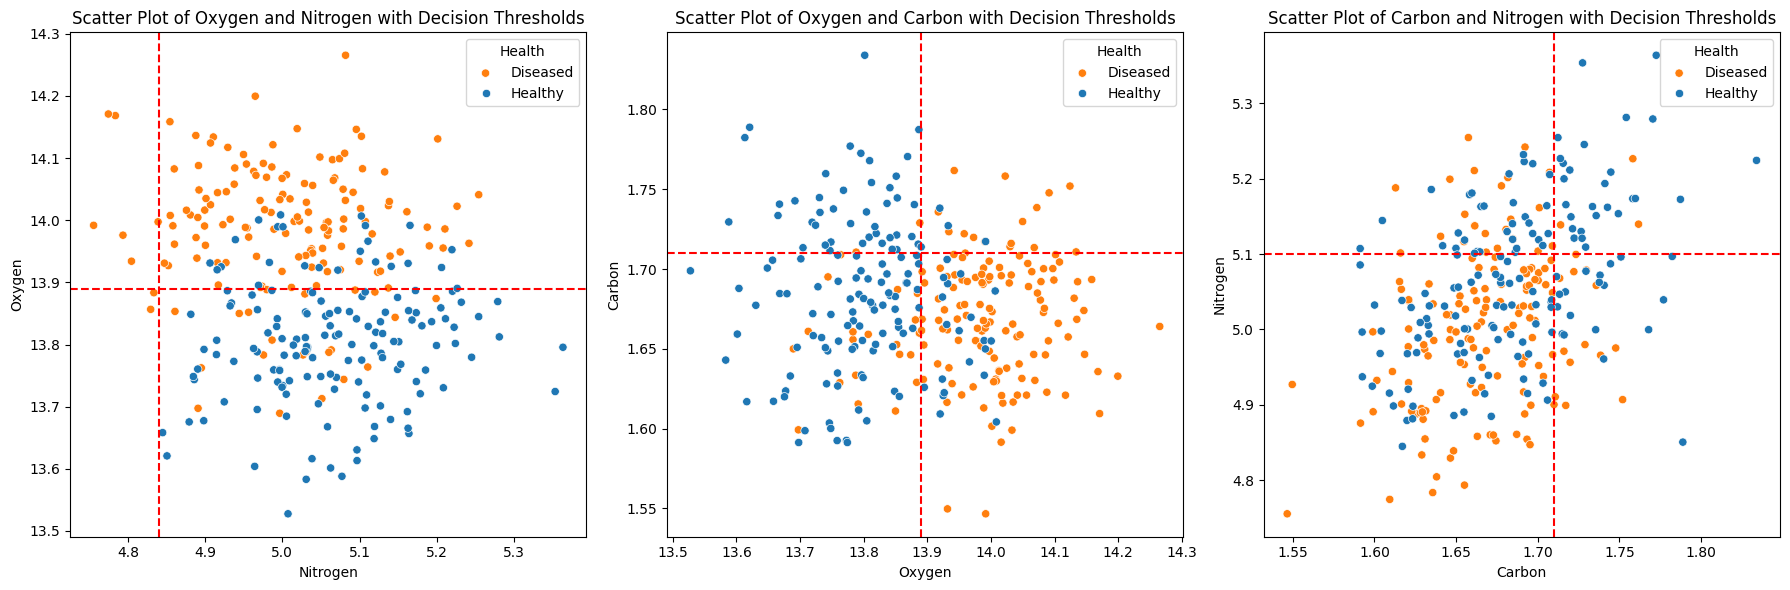 Scatter Plot of Oxygen and Nitrogen with Decision Thresholds
Health
Diseased
Healthy
14.3
14.2
14.1
14.0
13.9
13.8
13.7
13.6
13.5
Oxygen
4.8 4.9 5.0 5.1 5.2 5.3
Nitrogen
Scatter Plot of Oxygen and Carbon with Decision Thresholds
Health
Diseased
Healthy
1.80
1.75
1.70
1.65
1.60
1.55
Carbon
13.5 13.6 13.7 13.8 13.9 14.0 14.1 14.2 14.3
Oxygen
Scatter Plot of Carbon and Nitrogen with Decision Thresholds
Health
Diseased
Healthy
5.3
5.2
5.1
5.0
4.9
4.8
Nitrogen
1.55 1.60 1.65 1.70 1.75 1.80
Carbon